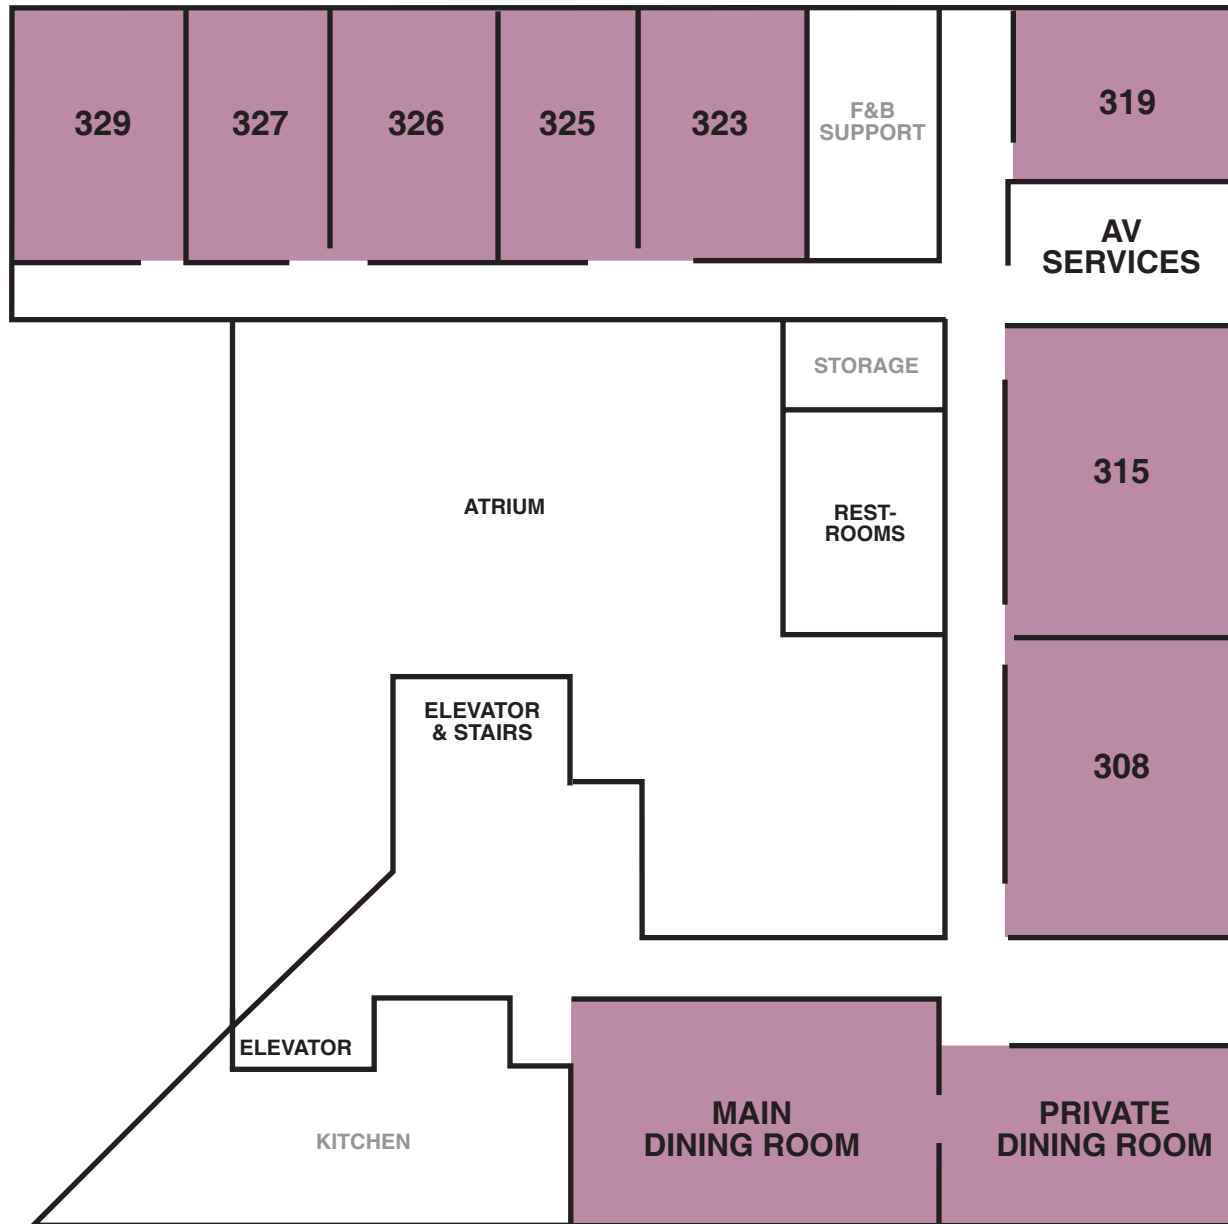 329
327
326
325
323
F&B
SUPPORT
319
AV
SERVICES
STORAGE
315
ATRIUM
REST-
ROOMS
ELEVATOR
& STAIRS
308
ELEVATOR
KITCHEN
MAIN
DINING ROOM
PRIVATE
DINING ROOM